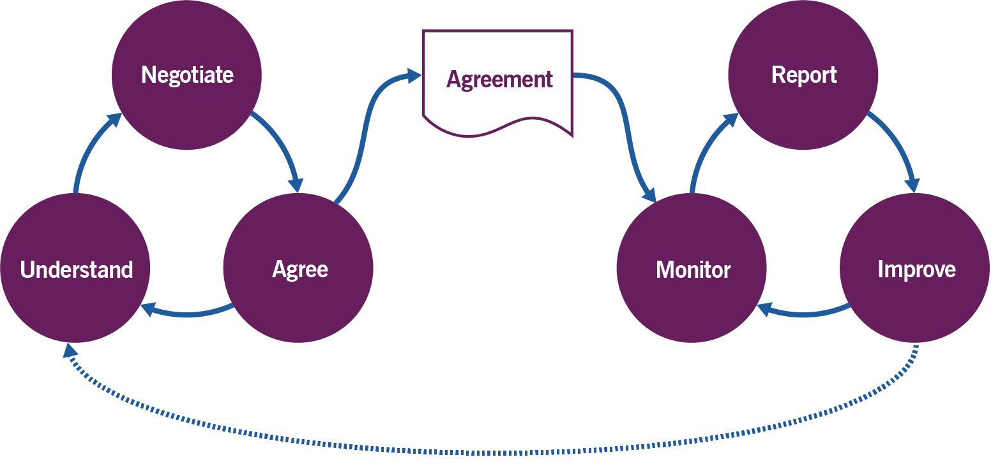 Negotiate
Agreement
Report
Understand
Agree
Monitor
Improve